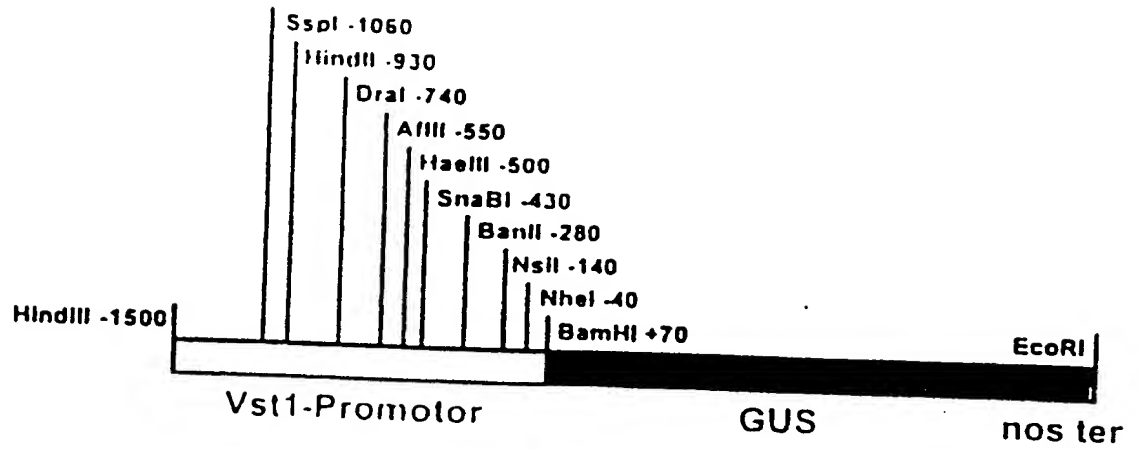 SspI -1060
HindII -930
DraI -740
AflII -550
HaeIII -500
SnaBI -430
BanII -280
NsiI -140
NheI -40
HindIII -1500
BamHI +70
EcoRI
Vst1-Promotor
GUS
nos ter